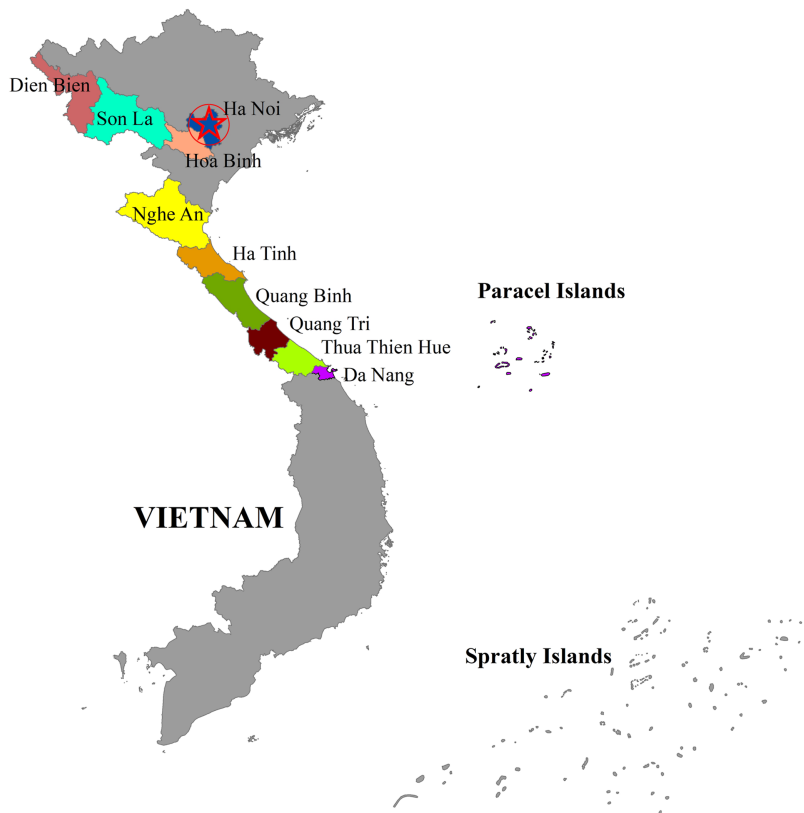 Dien Bien
Son La
Ha Noi
Hoa Binh
Nghe An
Ha Tinh
Quang Binh
Quang Tri
Thua Thien Hue
Da Nang
Paracel Islands
VIETNAM
Spratly Islands